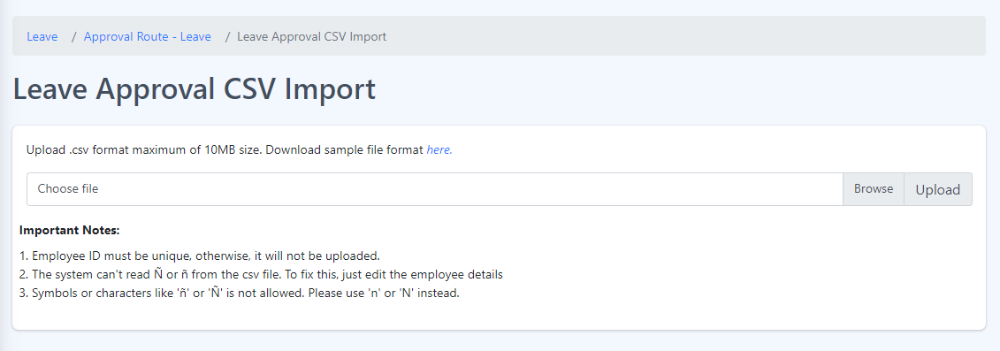 Leave / Approval Route - Leave / Leave Approval CSV Import
Leave Approval CSV Import
Upload .csv format maximum of 10MB size. Download sample file format here.
Choose file Browse Upload
Important Notes:
1. Employee ID must be unique, otherwise, it will not be uploaded.
2. The system can't read Ñ or ñ from the csv file. To fix this, just edit the employee details
3. Symbols or characters like 'ñ' or 'Ñ' is not allowed. Please use 'n' or 'N' instead.